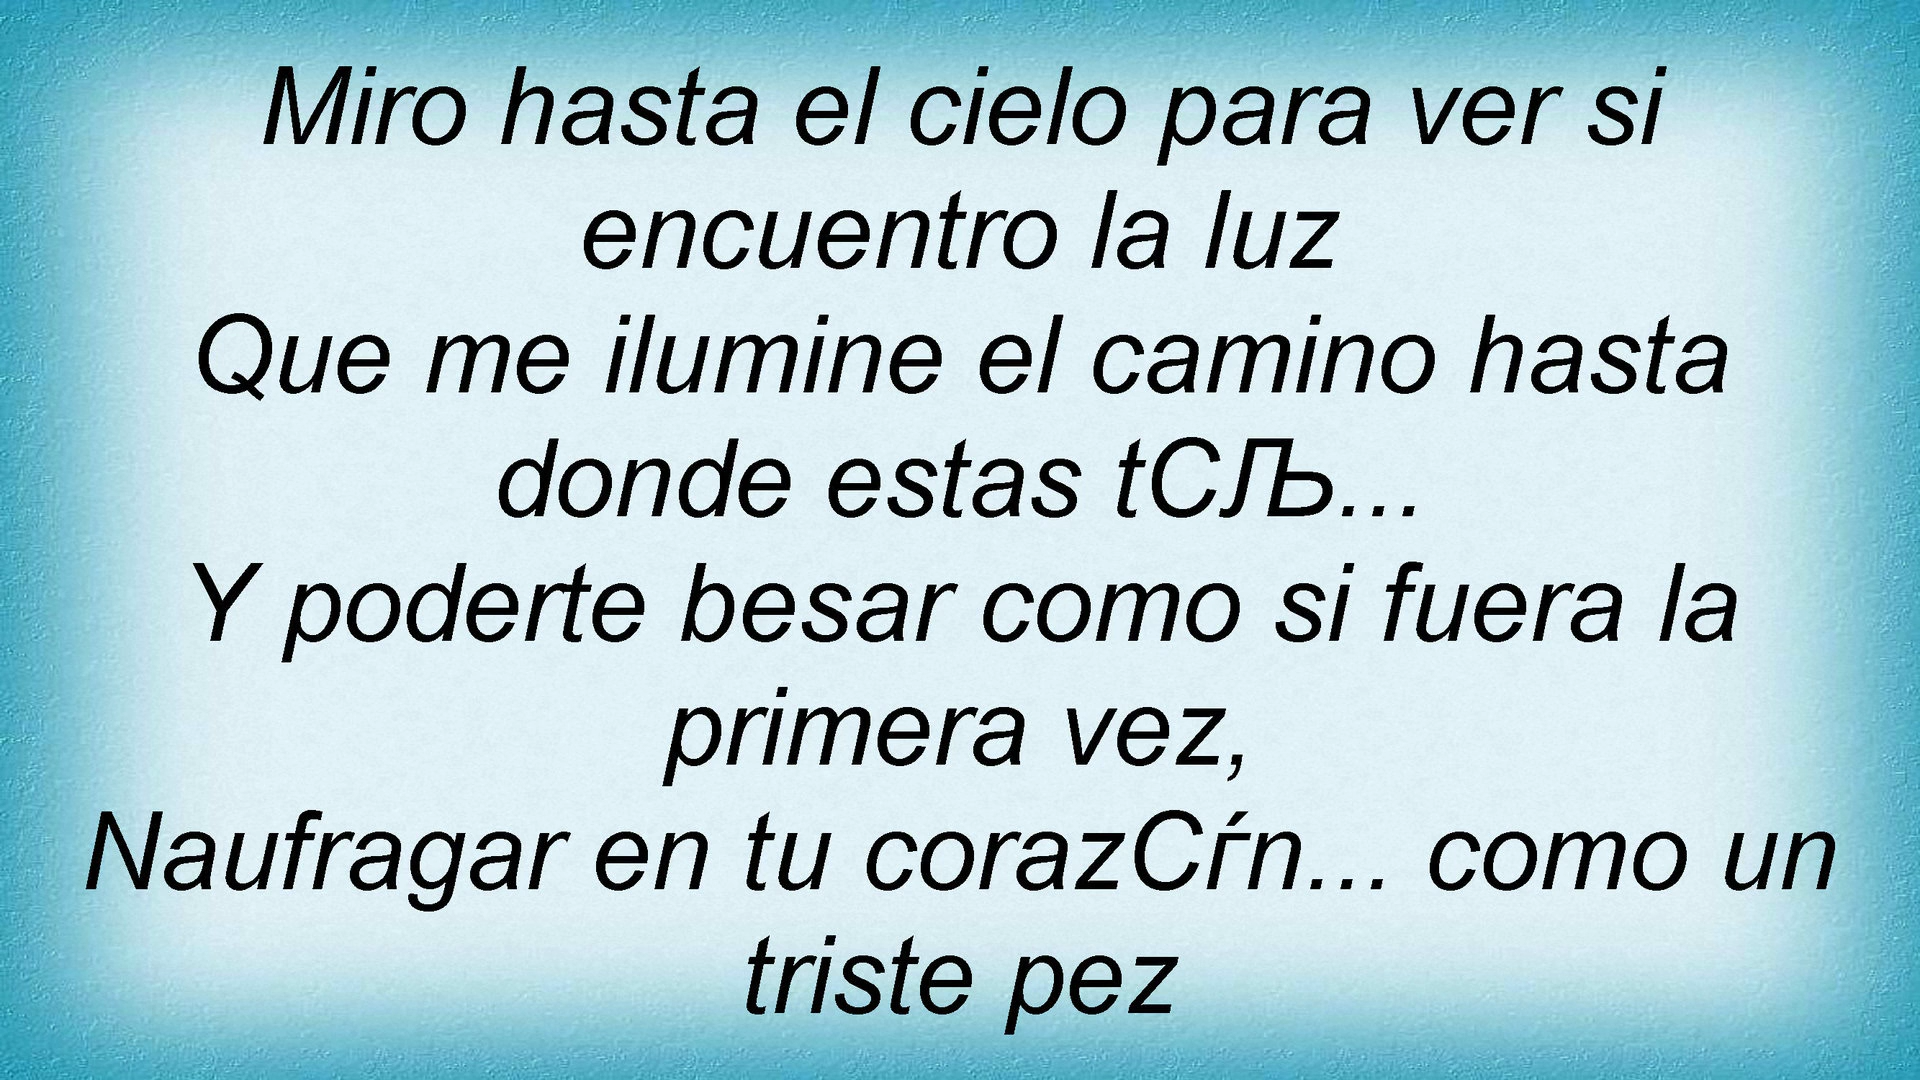 Miro hasta el cielo para ver si
encuentro la luz
Que me ilumine el camino hasta
donde estas tCЉ...
Y poderte besar como si fuera la
primera vez,
Naufragar en tu corazCѓn... como un
triste pez